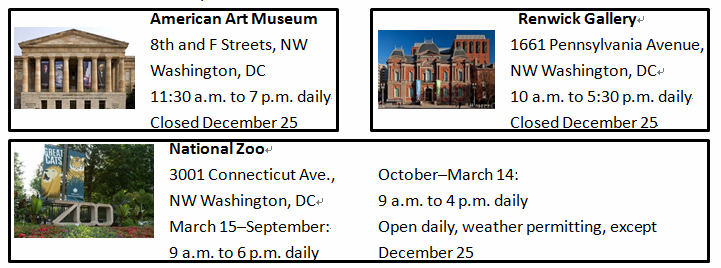 American Art Museum
8th and F Streets, NW
Washington, DC
11:30 a.m. to 7 p.m. daily
Closed December 25
Renwick Gallery
1661 Pennsylvania Avenue,
NW Washington, DC
10 a.m. to 5:30 p.m. daily
Closed December 25
GREAT
CATS
ZOO
National Zoo
3001 Connecticut Ave.,
NW Washington, DC
March 15–September:
9 a.m. to 6 p.m. daily
October–March 14:
9 a.m. to 4 p.m. daily
Open daily, weather permitting, except
December 25